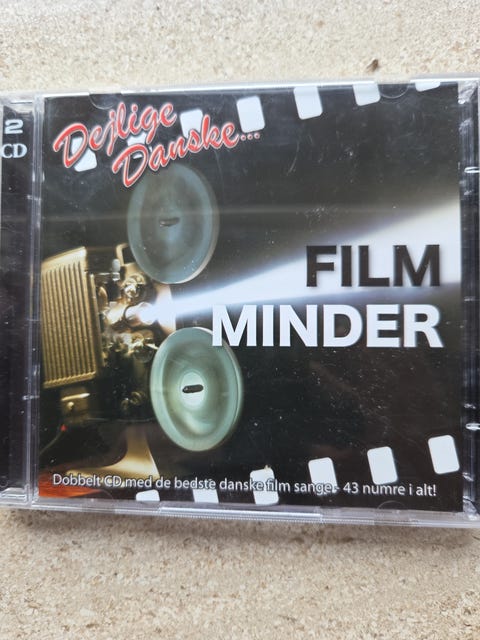 2
CD
Dejlige
Danske...
FILM
MINDER
Dobbelt CD med de bedste danske film sange - 43 numre i alt!